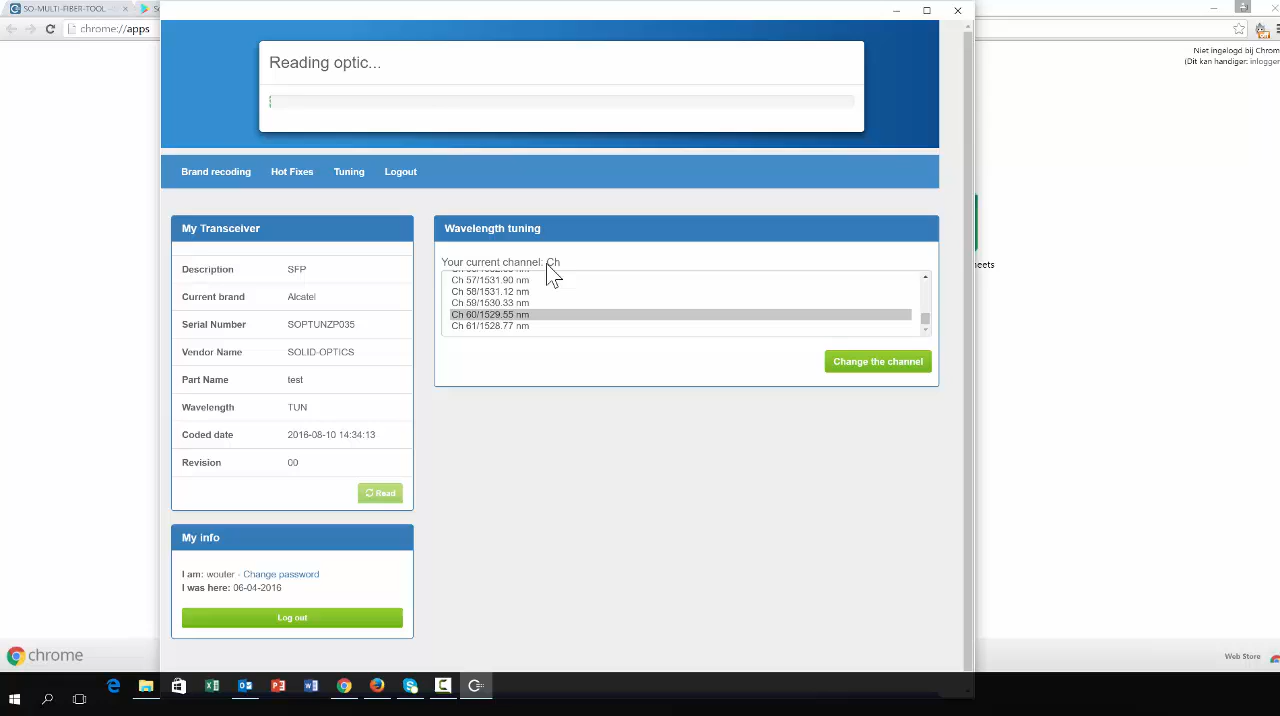 SO-MULTI-FIBER-TOOL -
chrome://apps
Niet ingelogd bij Chrome
(Dit kan handiger: inloggen
Reading optic...
Brand recoding Hot Fixes Tuning Logout
My Transceiver
Description SFP
Current brand Alcatel
Serial Number SOPTUNZP035
Vendor Name SOLID-OPTICS
Part Name test
Wavelength TUN
Coded date 2016-08-10 14:34:13
Revision 00
Read
Wavelength tuning
Your current channel: Ch
Ch 57/1531.90 nm
Ch 58/1531.12 nm
Ch 59/1530.33 nm
Ch 60/1529.55 nm
Ch 61/1528.77 nm
Change the channel
eets
My info
I am: wouter - Change password
I was here: 06-04-2016
Log out
chrome
Web Store